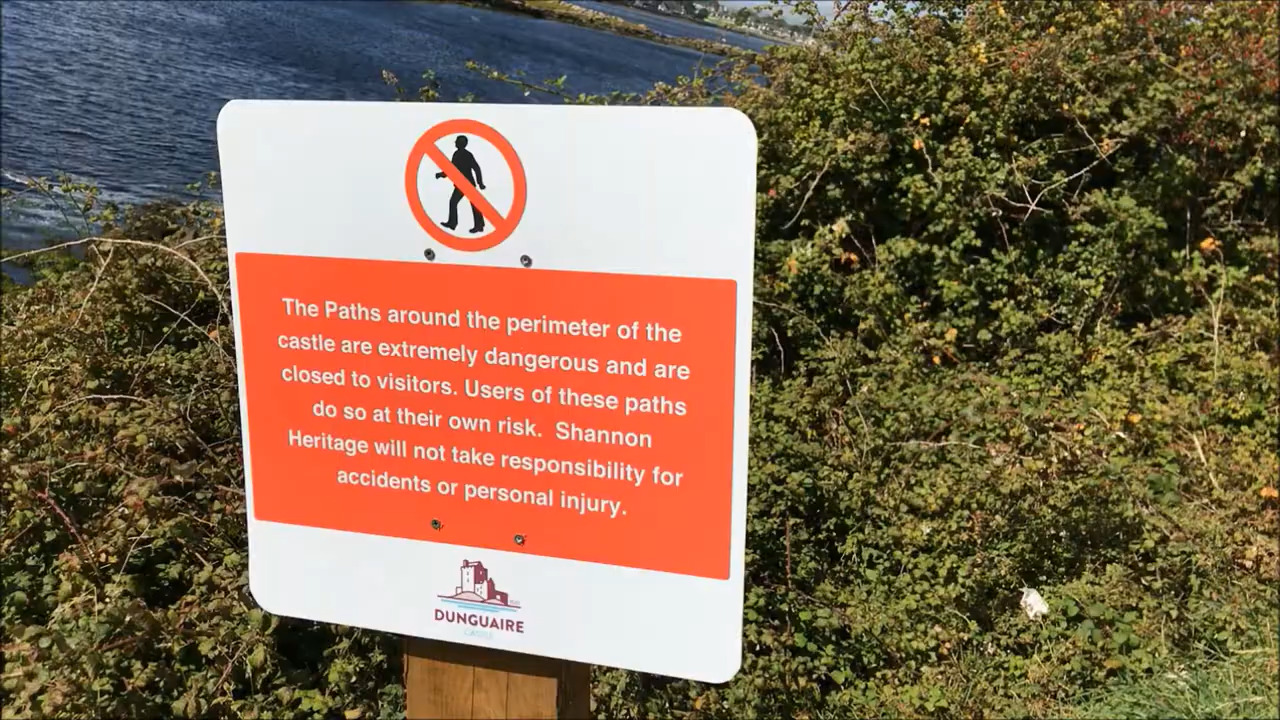 The Paths around the perimeter of the
castle are extremely dangerous and are
closed to visitors. Users of these paths
do so at their own risk. Shannon
Heritage will not take responsibility for
accidents or personal injury.
DUNGUAIRE
CASTLE